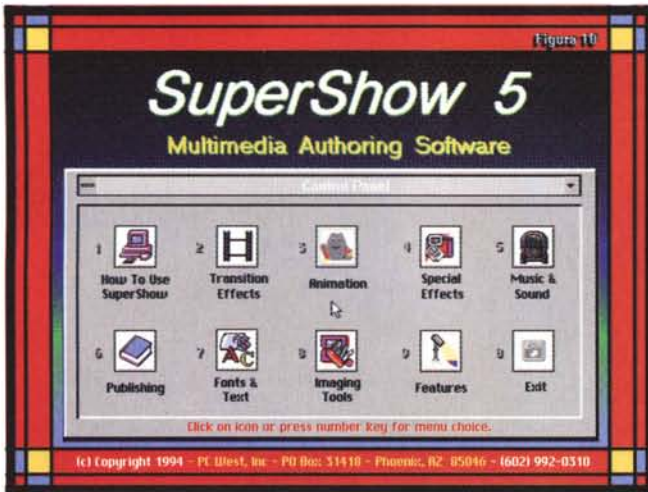 Figura 10
SuperShow 5
Multimedia Authoring Software
Control Panel
1 2 3 4 5
How To Use SuperShow
Transition Effects
Animation
Special Effects
Music & Sound
6 7 8 9 0
Publishing
Fonts & Text
Imaging Tools
Features
Exit
Click on icon or press number key for menu choice.
(c) Copyright 1994 - PC West, Inc - PO Box 31418 - Phoenix, AZ 85046 - (602) 992-0310